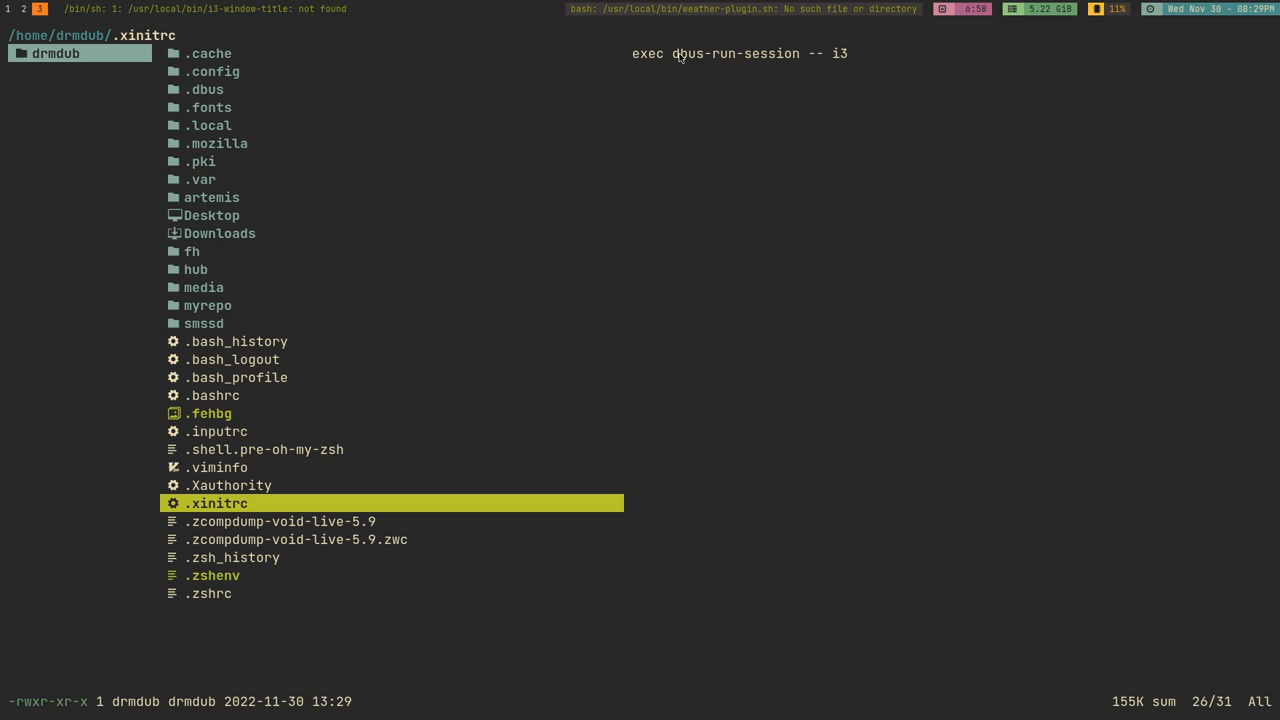 1 2 3 /bin/sh: 1: /usr/local/bin/i3-window-title: not found bash: /usr/local/bin/weather-plugin.sh: No such file or directory 6:58 5.22 GiB 11% Wed Nov 30 - 08:29PM
/home/drmdub/.xinitrc
drmdub .cache exec dbus-run-session -- i3
.config
.dbus
.fonts
.local
.mozilla
.pki
.var
artemis
Desktop
Downloads
fh
hub
media
myrepo
smssd
.bash_history
.bash_logout
.bash_profile
.bashrc
.fehbg
.inputrc
.shell.pre-oh-my-zsh
.viminfo
.Xauthority
.xinitrc
.zcompdump-void-live-5.9
.zcompdump-void-live-5.9.zwc
.zsh_history
.zshenv
.zshrc
-rwxr-xr-x 1 drmdub drmdub 2022-11-30 13:29 155K sum 26/31 All